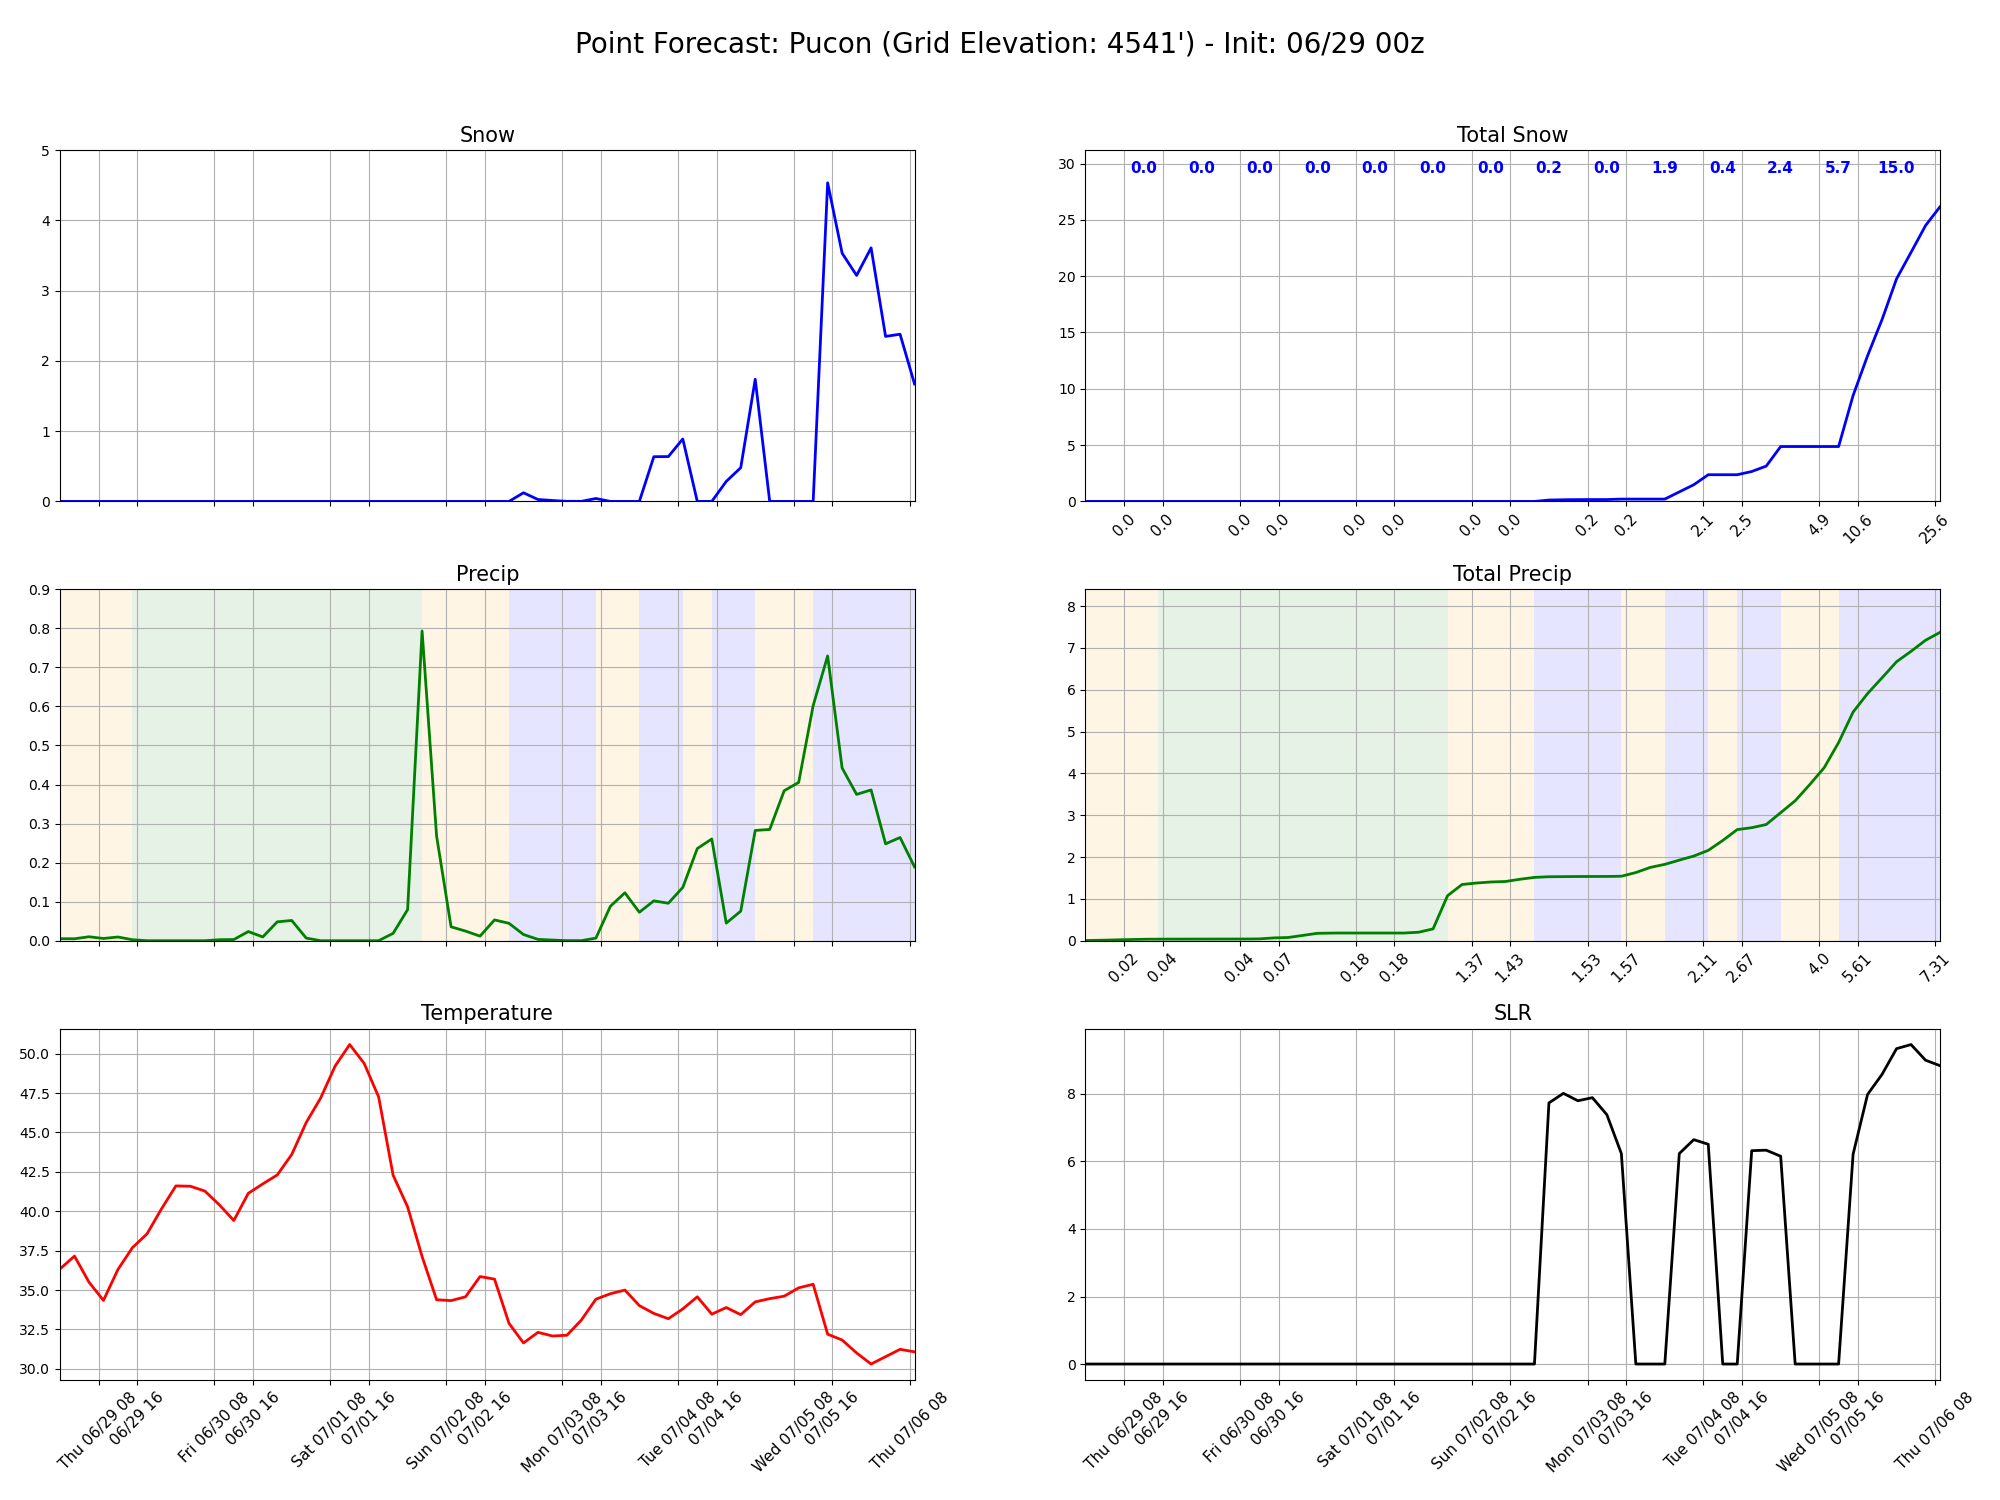 Point Forecast: Pucon (Grid Elevation: 4541') - Init: 06/29 00z
Snow
5
4
3
2
1
0
Total Snow
30
25
20
15
10
5
0
0.0 0.0 0.0 0.0 0.0 0.0 0.0 0.2 0.0 1.9 0.4 2.4 5.7 15.0
0.0 0.0 0.0 0.0 0.0 0.0 0.0 0.0 0.2 0.2 2.1 2.5 4.9 10.6 25.6
Precip
0.9
0.8
0.7
0.6
0.5
0.4
0.3
0.2
0.1
0.0
Total Precip
8
7
6
5
4
3
2
1
0
0.02 0.04 0.04 0.07 0.18 0.18 1.37 1.43 1.53 1.57 2.11 2.67 4.0 5.61 7.31
Temperature
50.0
47.5
45.0
42.5
40.0
37.5
35.0
32.5
30.0
Thu 06/29 08
06/29 16
Fri 06/30 08
06/30 16
Sat 07/01 08
07/01 16
Sun 07/02 08
07/02 16
Mon 07/03 08
07/03 16
Tue 07/04 08
07/04 16
Wed 07/05 08
07/05 16
Thu 07/06 08
SLR
8
6
4
2
0
Thu 06/29 08
06/29 16
Fri 06/30 08
06/30 16
Sat 07/01 08
07/01 16
Sun 07/02 08
07/02 16
Mon 07/03 08
07/03 16
Tue 07/04 08
07/04 16
Wed 07/05 08
07/05 16
Thu 07/06 08